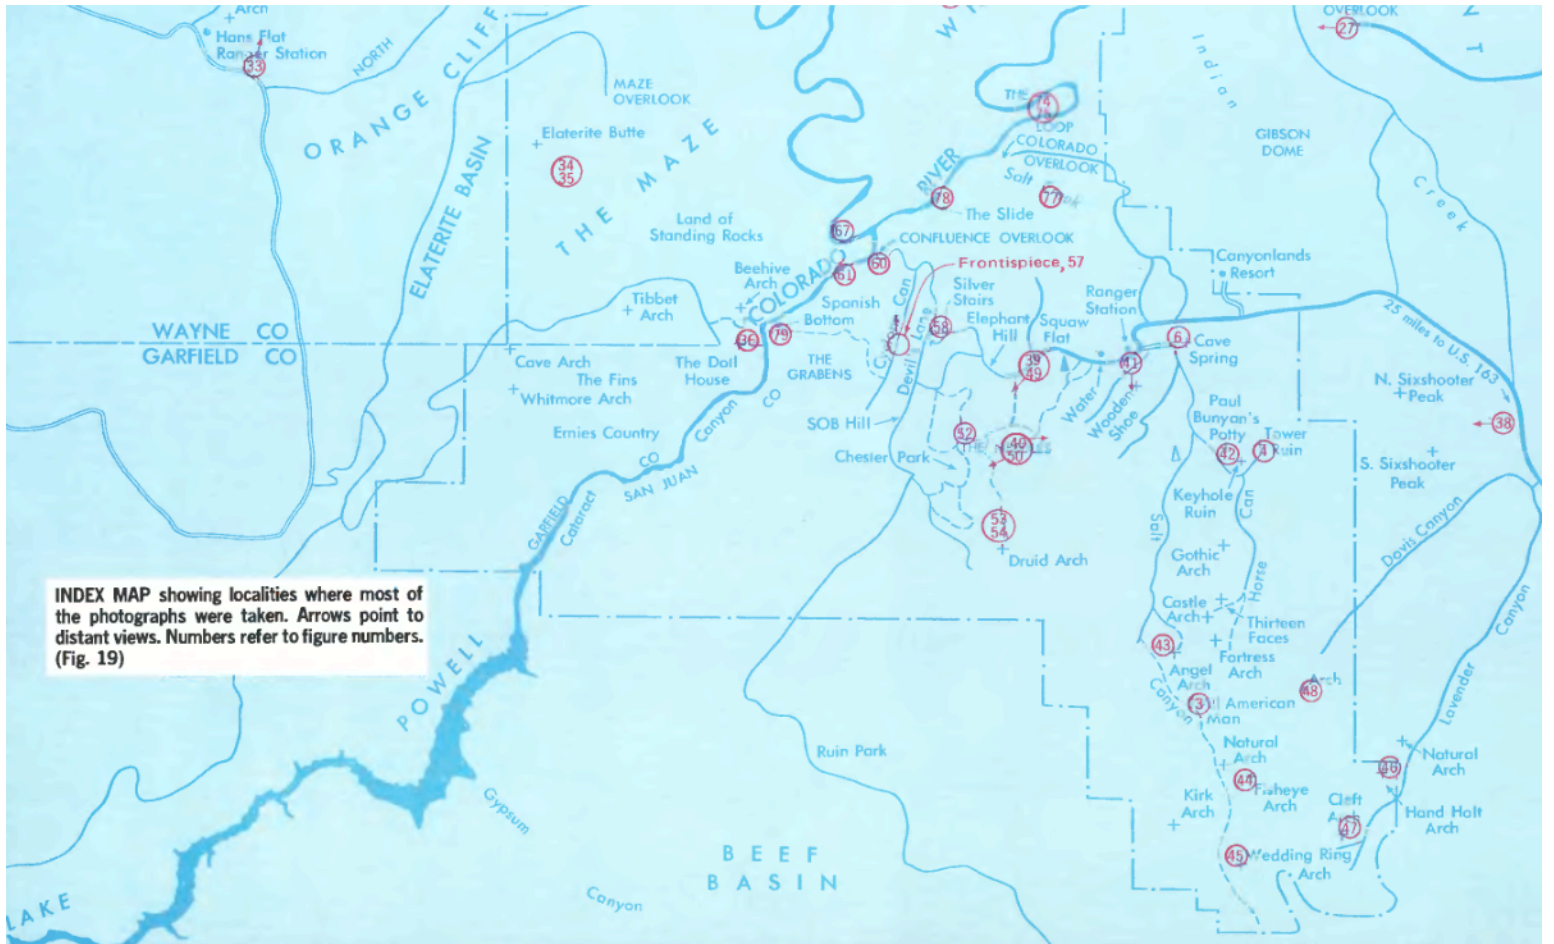 Arch
Hans Flat
Ranger Station
33
NORTH
ORANGE CLIFF
MAZE
OVERLOOK
Elaterite Butte
34
35
THE MAZE
ELATERITE BASIN
Land of
Standing Rocks
OVERLOOK
27
Indian
Creek
GIBSON
DOME
THE
LOOP
74
COLORADO
OVERLOOK
RIVER
Salt
77
78
The Slide
67
CONFLUENCE OVERLOOK
60
61
Frontispiece, 57
COLORADO
Beehive
Arch
Tibbet
Arch
Spanish
Bottom
Silver
Stairs
58
Elephant
Hill
Squaw
Flat
Ranger
Station
Canyonlands
Resort
25 miles to U.S. 163
WAYNE CO
GARFIELD CO
Cave Arch
The Fins
Whitmore Arch
The Doll
House
36
79
THE
GRABENS
Can
Devil's Lane
39
49
41
6
Cave
Spring
Water
Wooden
Shoe
N. Sixshooter
Peak
38
S. Sixshooter
Peak
Ernies Country
SOB Hill
Chesler Park
52
THE
40
50
53
54
Druid Arch
Paul
Bunyan's
Potty
42
4
Tower
Ruin
Keyhole
Ruin
Salt
Canyon
Horse
Can
Gothic
Arch
Castle
Arch
Thirteen
Faces
Fortress
Arch
43
Angel
Arch
3
American
Man
48
Arch
Davis Canyon
Lavender
Canyon
Natural
Arch
44
Fisheye
Arch
Kirk
Arch
45
Wedding Ring
Arch
Cleft
47
46
Natural
Arch
Hand Holt
Arch
GARFIELD CO
SAN JUAN CO
Cataract Canyon
INDEX MAP showing localities where most of
the photographs were taken. Arrows point to
distant views. Numbers refer to figure numbers.
(Fig. 19)
LAKE
POWELL
Gypsum
Canyon
Ruin Park
BEEF
BASIN